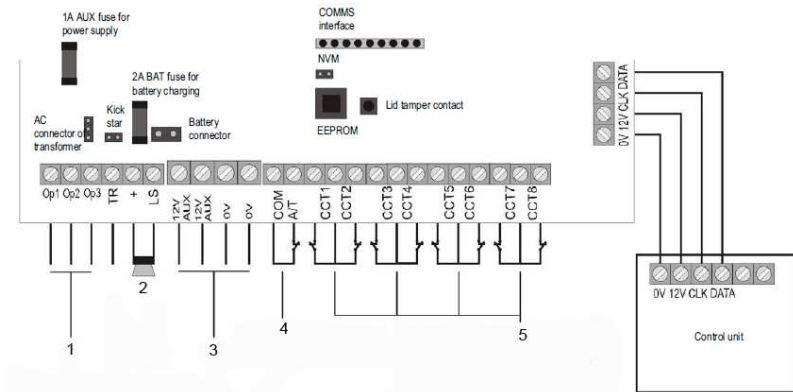 1A AUX fuse for
power supply
COMMS
interface
NVM
2A BAT fuse for
battery charging
Kick
star
Battery
connector
AC
connector o
transformer
EEPROM
Lid tamper contact
0V 12V CLK DATA
Op1
Op2
Op3
TR
+
LS
12V
AUX
12V
AUX
0V
0V
COM
A/T
CCT1
CCT2
CCT3
CCT4
CCT5
CCT6
CCT7
CCT8
0V 12V CLK DATA
Control unit
1
2
3
4
5